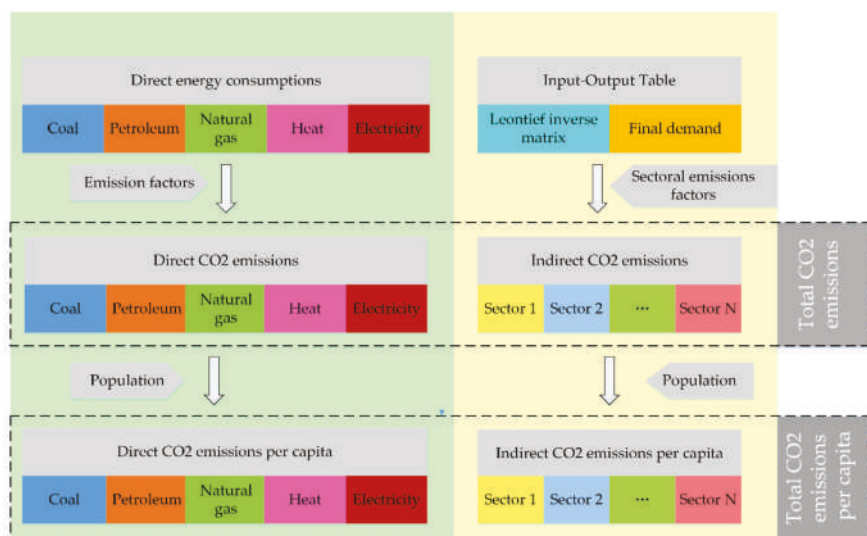 Direct energy consumptions
Coal
Petroleum
Natural
gas
Heat
Electricity
Input-Output Table
Leontief inverse
matrix
Final demand
Emission factors
Sectoral emissions
factors
Direct CO2 emissions
Coal
Petroleum
Natural
gas
Heat
Electricity
Indirect CO2 emissions
Sector 1
Sector 2
...
Sector N
Total CO2
emissions
Population
Population
Direct CO2 emissions per capita
Coal
Petroleum
Natural
gas
Heat
Electricity
Indirect CO2 emissions per capita
Sector 1
Sector 2
...
Sector N
Total CO2
emissions
per capita